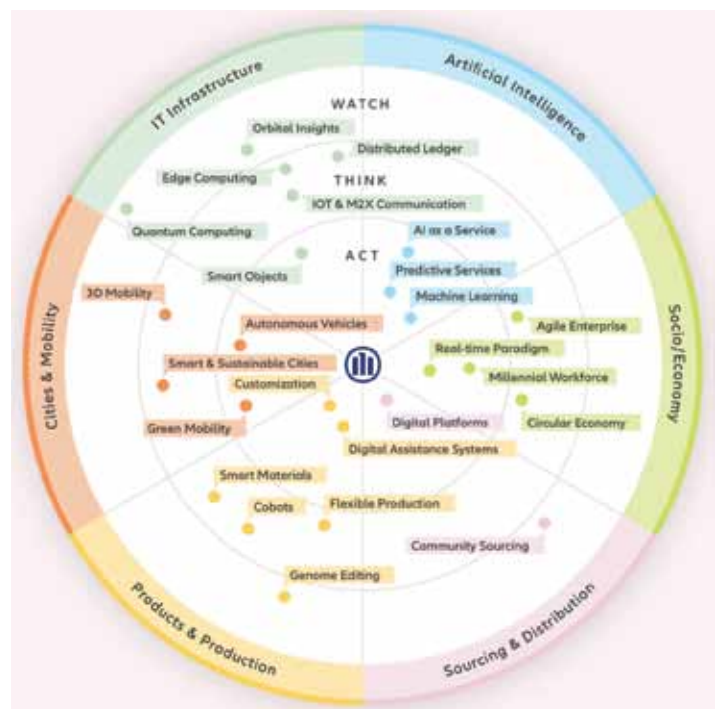 IT Infrastructure
Artificial Intelligence
WATCH
Orbital Insights
Distributed Ledger
Edge Computing
THINK
IOT & M2X Communication
Quantum Computing
AI as a Service
ACT
Smart Objects
Predictive Services
3D Mobility
Machine Learning
Autonomous Vehicles
Agile Enterprise
Cities & Mobility
Socio/Economy
Real-time Paradigm
Smart & Sustainable Cities
Millennial Workforce
Customization
Green Mobility
Digital Platforms
Circular Economy
Digital Assistance Systems
Smart Materials
Cobots
Flexible Production
Community Sourcing
Genome Editing
Products & Production
Sourcing & Distribution